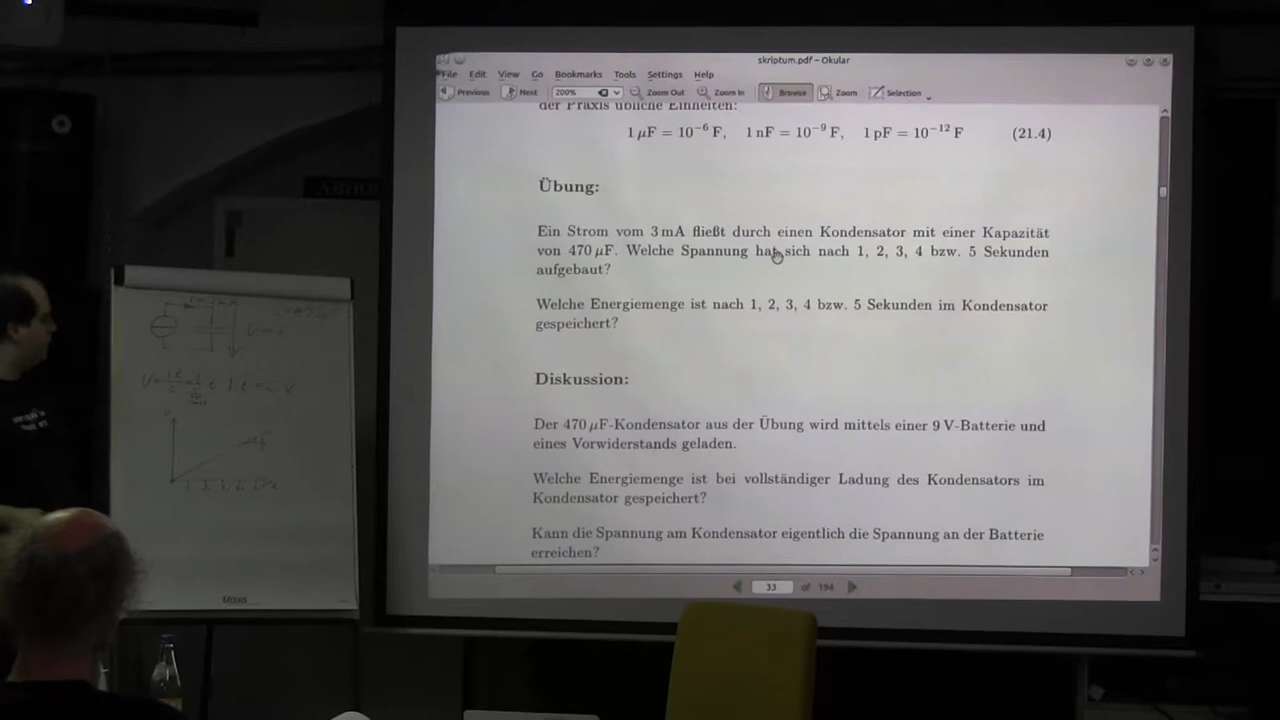 skriptum.pdf – Okular
File Edit View Go Bookmarks Tools Settings Help
Previous Next 200% Zoom Out Zoom In Browse Zoom Selection
der Praxis übliche Einheiten:
1 μF = 10⁻⁶ F, 1 nF = 10⁻⁹ F, 1 pF = 10⁻¹² F (21.4)
Übung:
Ein Strom vom 3 mA fließt durch einen Kondensator mit einer Kapazität
von 470 μF. Welche Spannung hat sich nach 1, 2, 3, 4 bzw. 5 Sekunden
aufgebaut?
Welche Energiemenge ist nach 1, 2, 3, 4 bzw. 5 Sekunden im Kondensator
gespeichert?
Diskussion:
Der 470 μF-Kondensator aus der Übung wird mittels einer 9 V-Batterie und
eines Vorwiderstands geladen.
Welche Energiemenge ist bei vollständiger Ladung des Kondensators im
Kondensator gespeichert?
Kann die Spannung am Kondensator eigentlich die Spannung an der Batterie
erreichen?
33 of 194